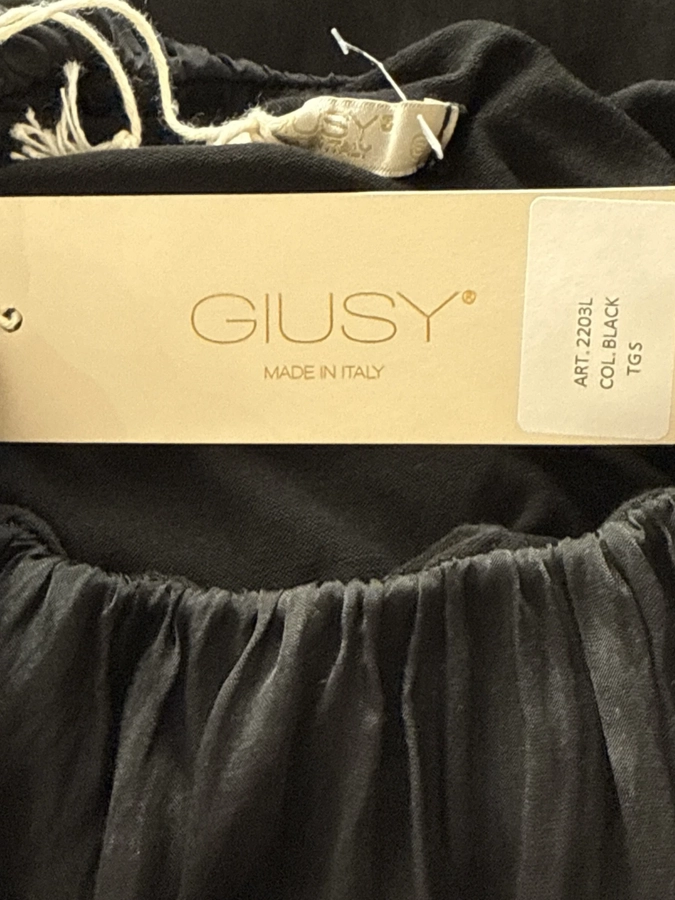 GIUSY®
MADE IN ITALY
ART. 2203L
COL. BLACK
TG S